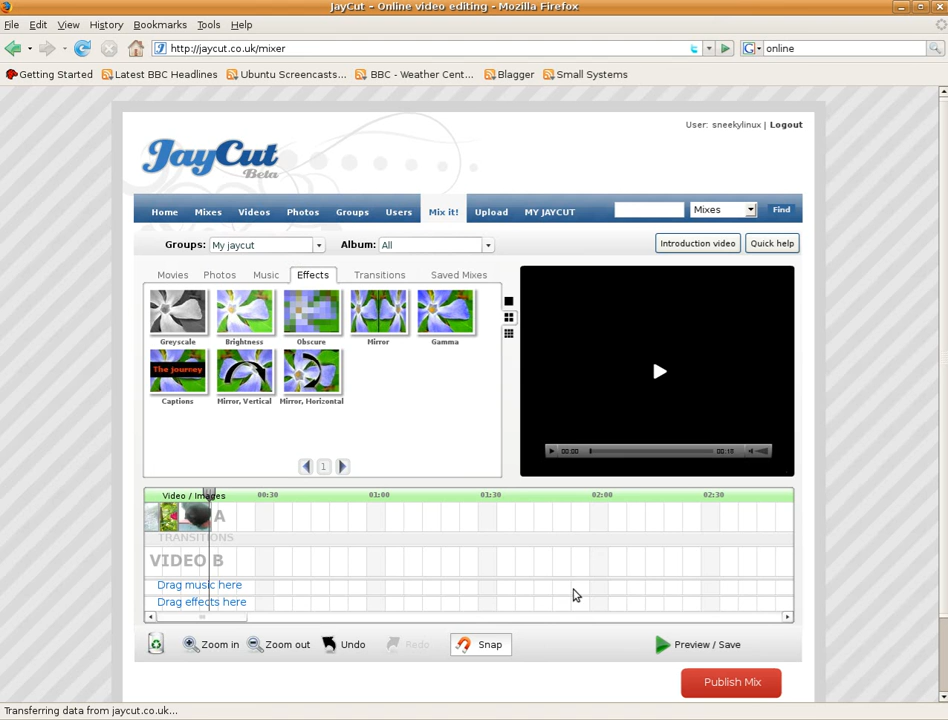 JayCut – Online video editing - Mozilla Firefox
File Edit View History Bookmarks Tools Help
http://jaycut.co.uk/mixer
online
Getting Started Latest BBC Headlines Ubuntu Screencasts... BBC - Weather Cent... Blagger Small Systems
User: sneekylinux | Logout
JayCut
Beta
Home Mixes Videos Photos Groups Users Mix it! Upload MY JAYCUT Mixes Find
Groups: My jaycut Album: All Introduction video Quick help
Movies Photos Music Effects Transitions Saved Mixes
Greyscale Brightness Obscure Mirror Gamma
The journey
Captions Mirror, Vertical Mirror, Horizontal
1
00:00 00:18
Video / Images 00:30 01:00 01:30 02:00 02:30
A
TRANSITIONS
VIDEO B
Drag music here
Drag effects here
Zoom in Zoom out Undo Redo Snap Preview / Save
Publish Mix
Transferring data from jaycut.co.uk...